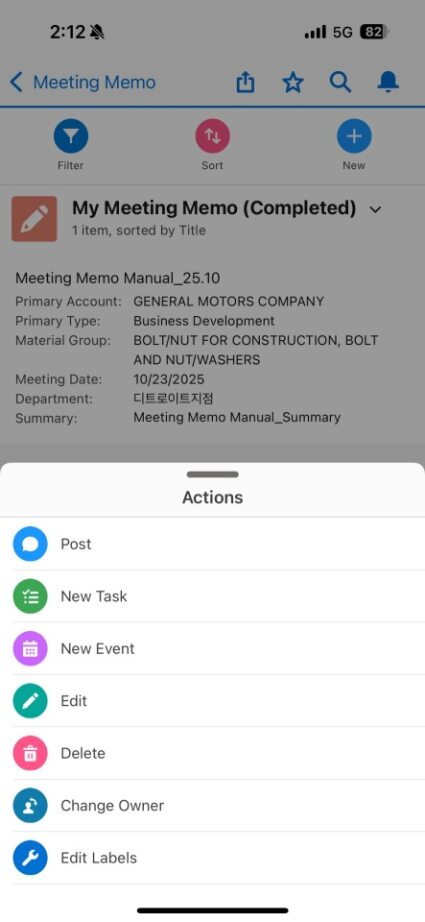 2:12 5G 82
Meeting Memo
Filter Sort New
My Meeting Memo (Completed)
1 item, sorted by Title
Meeting Memo Manual_25.10
Primary Account: GENERAL MOTORS COMPANY
Primary Type: Business Development
Material Group: BOLT/NUT FOR CONSTRUCTION, BOLT
AND NUT/WASHERS
Meeting Date: 10/23/2025
Department: 디트로이트지점
Summary: Meeting Memo Manual_Summary
Actions
Post
New Task
New Event
Edit
Delete
Change Owner
Edit Labels